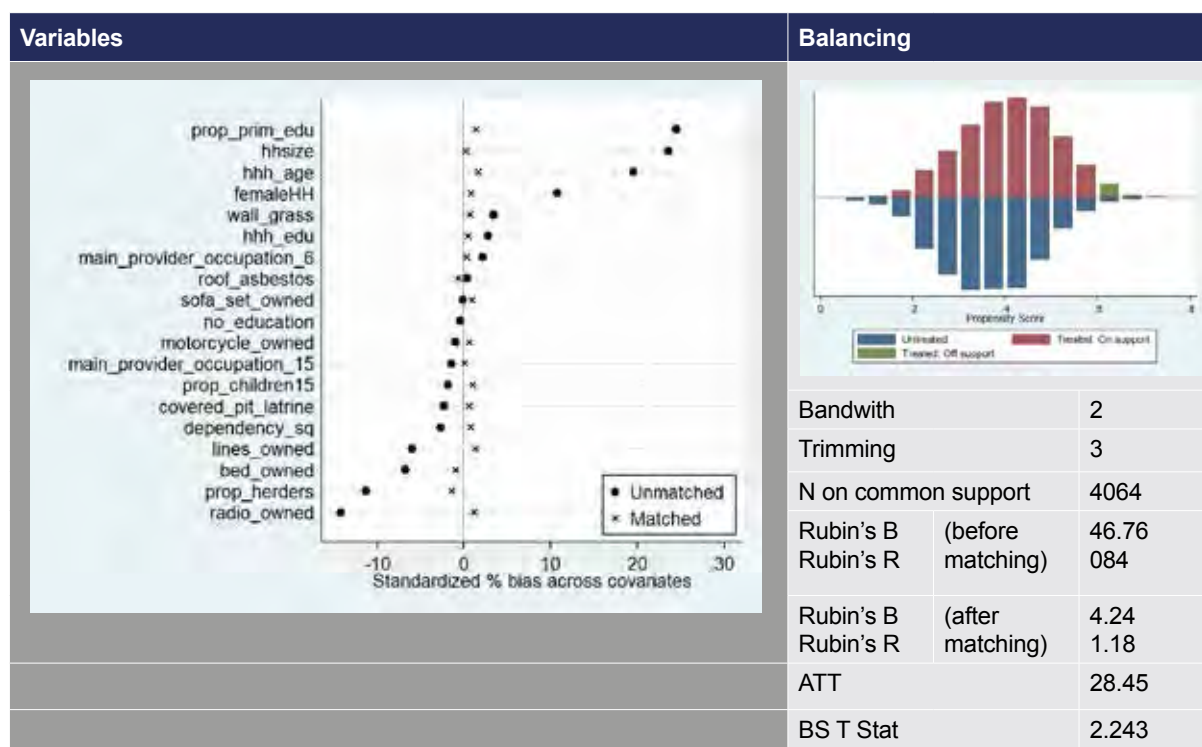 Variables
Balancing
prop_prim_edu
hhsize
hhh_age
femaleHH
wall_grass
hhh_edu
main_provider_occupation_6
roof_asbestos
sofa_set_owned
no_education
motorcycle_owned
main_provider_occupation_15
prop_children15
covered_pit_latrine
dependency_sq
lines_owned
bed_owned
prop_herders
radio_owned
Unmatched
Matched
-10 0 10 20 30
Standardized % bias across covariates
0 .2 .4 .6 .8
Propensity Score
Untreated Treated: On support
Treated: Off support
Bandwith 2
Trimming 3
N on common support 4064
Rubin's B (before 46.76
Rubin's R matching) 084
Rubin's B (after 4.24
Rubin's R matching) 1.18
ATT 28.45
BS T Stat 2.243